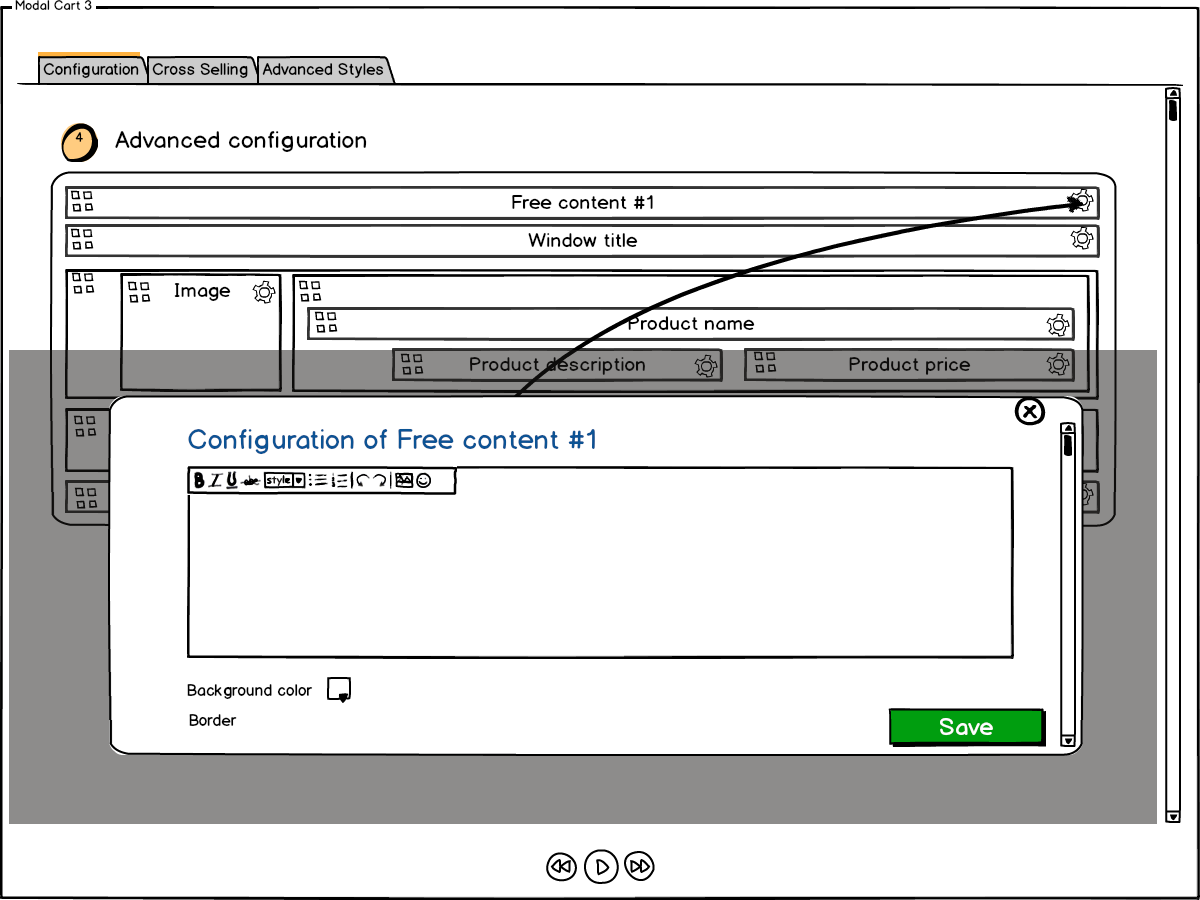 Modal Cart 3
Configuration Cross Selling Advanced Styles
4 Advanced configuration
Free content #1
Window title
Image
Product name
Product description Product price
Configuration of Free content #1
B I U abc style
Background color
Border
Save